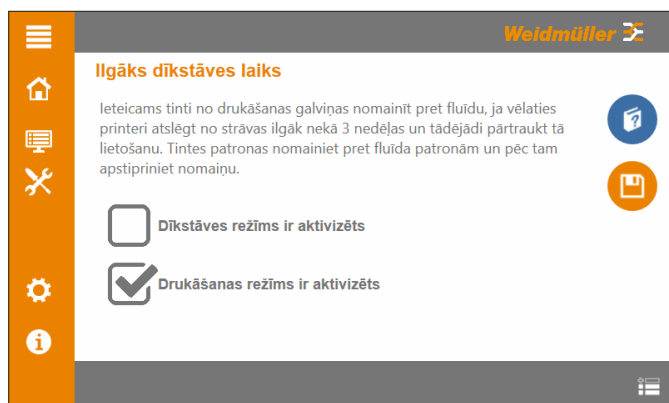 Weidmüller
Ilgāks dīkstāves laiks
Ieteicams tinti no drukāšanas galviņas nomainīt pret fluīdu, ja vēlaties
printeri atslēgt no strāvas ilgāk nekā 3 nedēļas un tādējādi pārtraukt tā
lietošanu. Tintes patronas nomainiet pret fluīda patronām un pēc tam
apstipriniet nomaiņu.
Dīkstāves režīms ir aktivizēts
Drukāšanas režīms ir aktivizēts